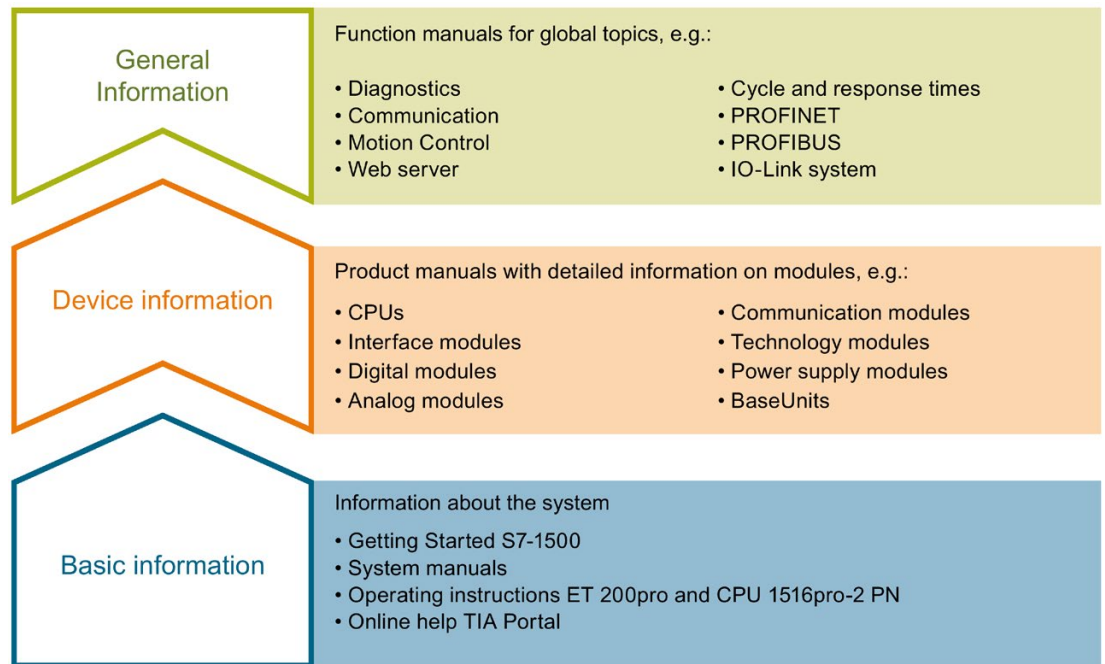 General
Information
Function manuals for global topics, e.g.:
• Diagnostics
• Communication
• Motion Control
• Web server
• Cycle and response times
• PROFINET
• PROFIBUS
• IO-Link system
Device information
Product manuals with detailed information on modules, e.g.:
• CPUs
• Interface modules
• Digital modules
• Analog modules
• Communication modules
• Technology modules
• Power supply modules
• BaseUnits
Basic information
Information about the system
• Getting Started S7-1500
• System manuals
• Operating instructions ET 200pro and CPU 1516pro-2 PN
• Online help TIA Portal